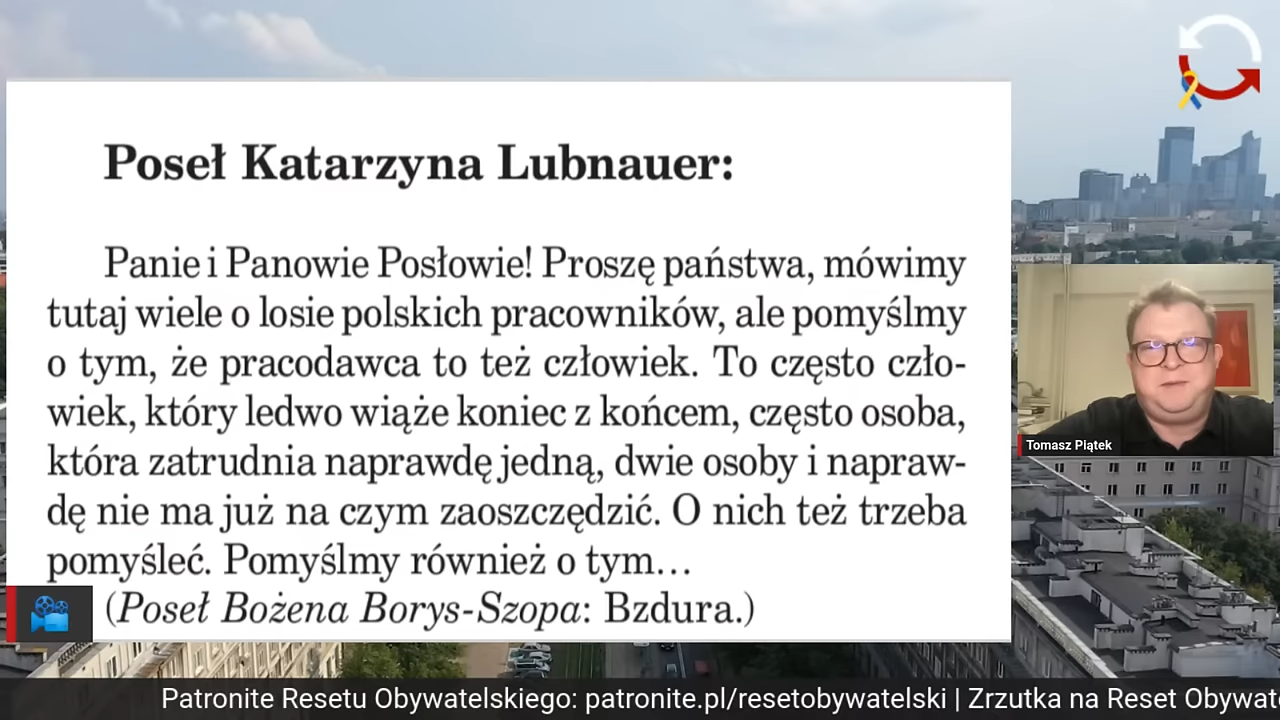 Poseł Katarzyna Lubnauer:
Panie i Panowie Posłowie! Proszę państwa, mówimy
tutaj wiele o losie polskich pracowników, ale pomyślmy
o tym, że pracodawca to też człowiek. To często czło-
wiek, który ledwo wiąże koniec z końcem, często osoba,
która zatrudnia naprawdę jedną, dwie osoby i napraw-
dę nie ma już na czym zaoszczędzić. O nich też trzeba
pomyśleć. Pomyślmy również o tym...
(Poseł Bożena Borys-Szopa: Bzdura.)
Tomasz Piątek
Patronite Resetu Obywatelskiego: patronite.pl/resetobywatelski | Zrzutka na Reset Obywate